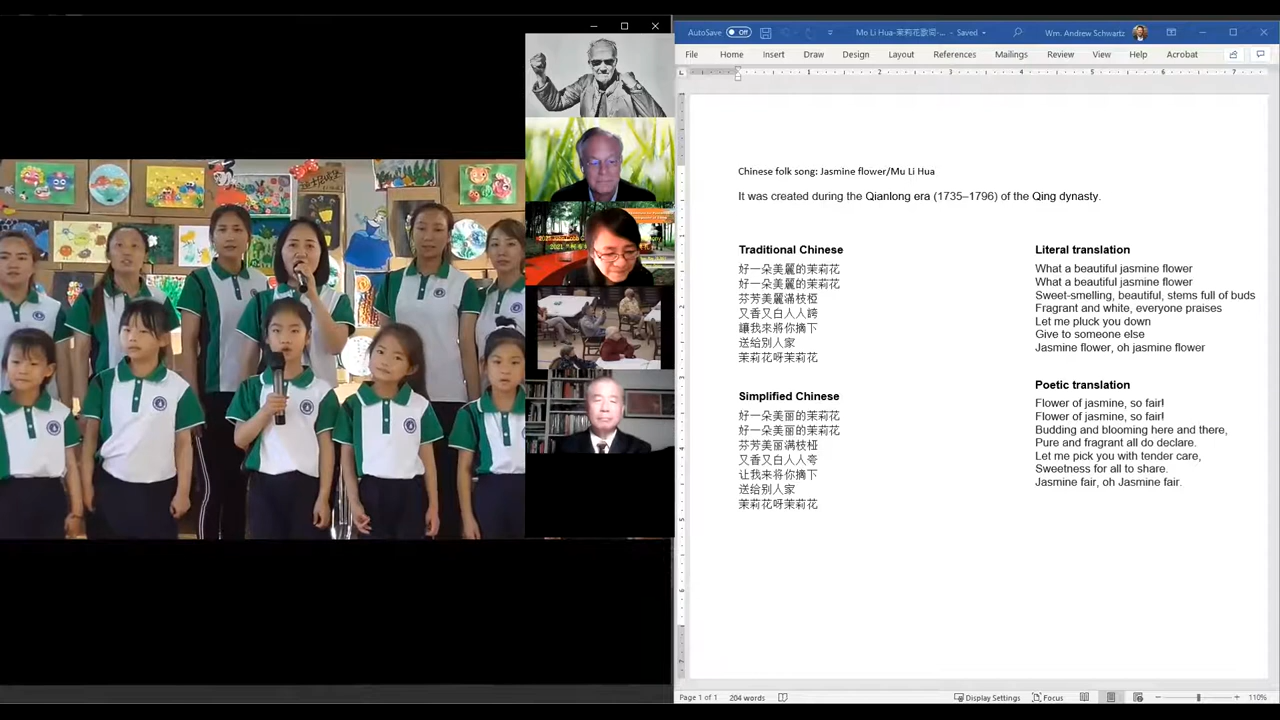 AutoSave
Off
Mo Li Hua-茉莉花歌词-... - Saved
Wm. Andrew Schwartz
File Home Insert Draw Design Layout References Mailings Review View Help Acrobat
1 2 3 4 5 6 7
Chinese folk song: Jasmine flower/Mu Li Hua
It was created during the Qianlong era (1735–1796) of the Qing dynasty.
Traditional Chinese
好一朵美麗的茉莉花
好一朵美麗的茉莉花
芬芳美麗滿枝椏
又香又白人人誇
讓我來將你摘下
送给別人家
茉莉花呀茉莉花
Simplified Chinese
好一朵美丽的茉莉花
好一朵美丽的茉莉花
芬芳美丽满枝桠
又香又白人人夸
让我来将你摘下
送给别人家
茉莉花呀茉莉花
Literal translation
What a beautiful jasmine flower
What a beautiful jasmine flower
Sweet-smelling, beautiful, stems full of buds
Fragrant and white, everyone praises
Let me pluck you down
Give to someone else
Jasmine flower, oh jasmine flower
Poetic translation
Flower of jasmine, so fair!
Flower of jasmine, so fair!
Budding and blooming here and there,
Pure and fragrant all do declare.
Let me pick you with tender care,
Sweetness for all to share.
Jasmine fair, oh Jasmine fair.
Page 1 of 1
204 words
Display Settings
Focus
110%